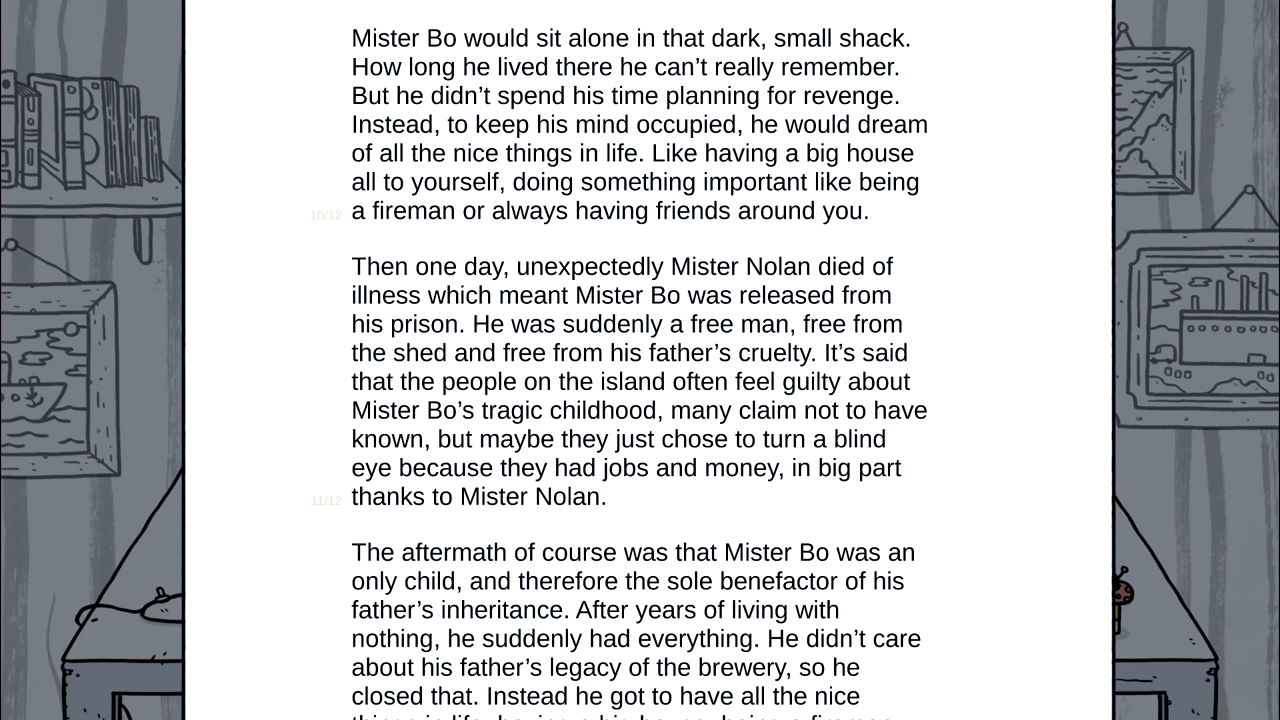 Mister Bo would sit alone in that dark, small shack.
How long he lived there he can’t really remember.
But he didn’t spend his time planning for revenge.
Instead, to keep his mind occupied, he would dream
of all the nice things in life. Like having a big house
all to yourself, doing something important like being
10/12 a fireman or always having friends around you.
Then one day, unexpectedly Mister Nolan died of
illness which meant Mister Bo was released from
his prison. He was suddenly a free man, free from
the shed and free from his father’s cruelty. It’s said
that the people on the island often feel guilty about
Mister Bo’s tragic childhood, many claim not to have
known, but maybe they just chose to turn a blind
eye because they had jobs and money, in big part
11/12 thanks to Mister Nolan.
The aftermath of course was that Mister Bo was an
only child, and therefore the sole benefactor of his
father’s inheritance. After years of living with
nothing, he suddenly had everything. He didn’t care
about his father’s legacy of the brewery, so he
closed that. Instead he got to have all the nice